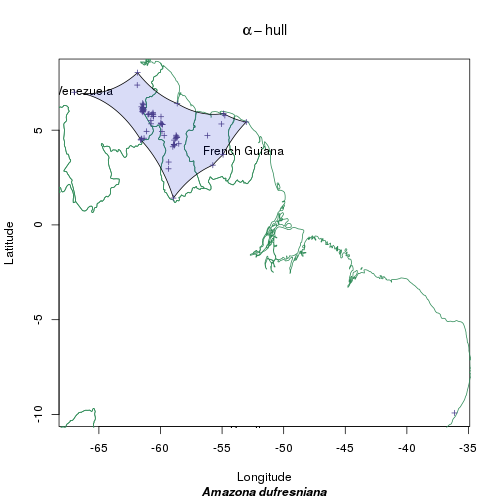 α – hull
Venezuela
French Guiana
Latitude
5
0
-5
-10
-65
-60
-55
-50
-45
-40
-35
Longitude
Amazona dufresniana